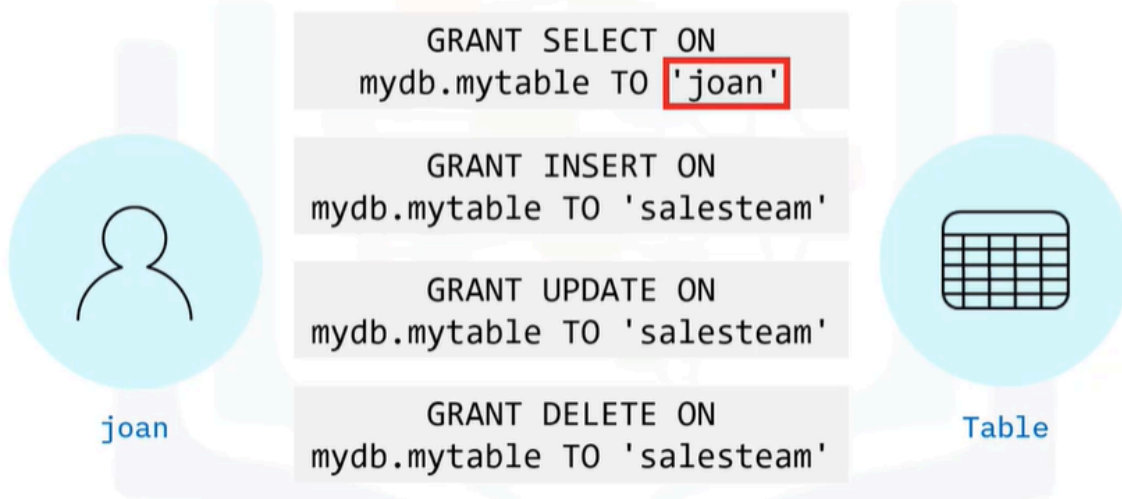 GRANT SELECT ON
mydb.mytable TO 'joan'
GRANT INSERT ON
mydb.mytable TO 'salesteam'
GRANT UPDATE ON
mydb.mytable TO 'salesteam'
GRANT DELETE ON
mydb.mytable TO 'salesteam'
joan
Table